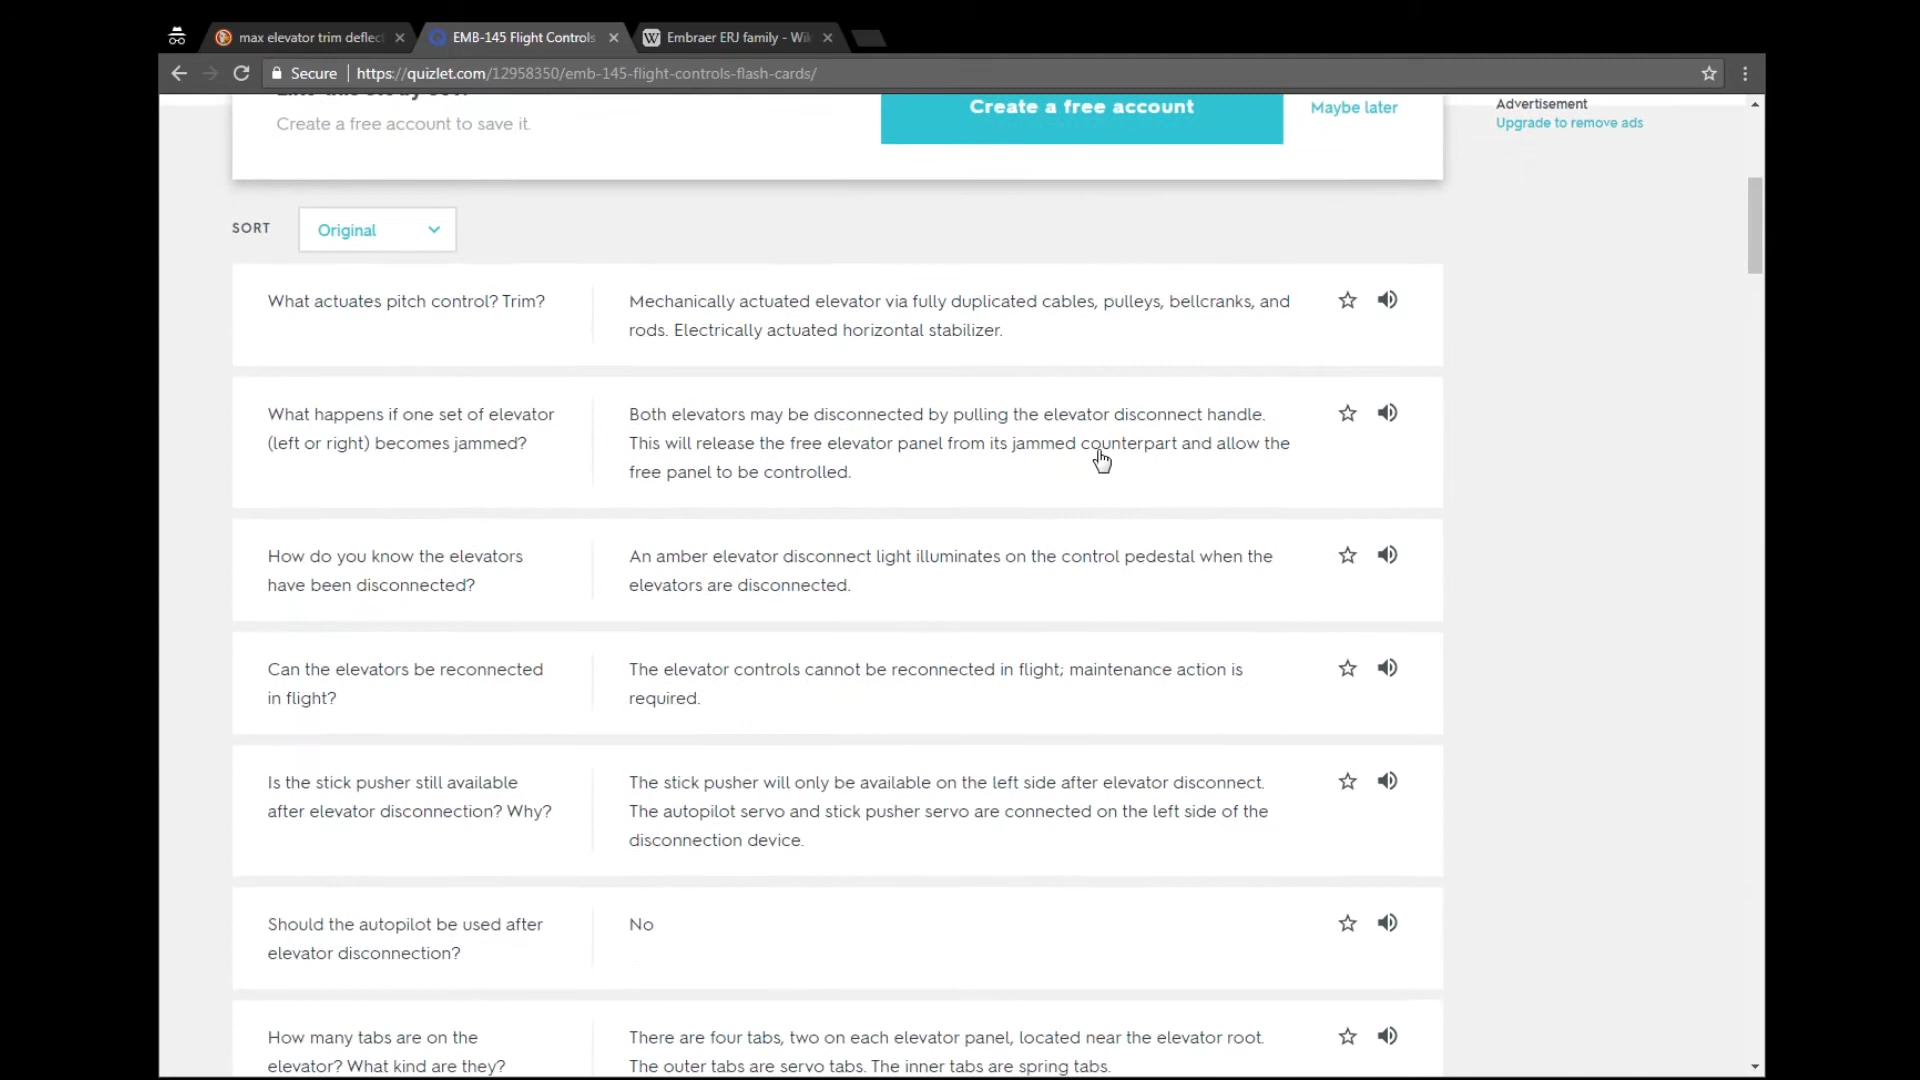 max elevator trim deflect
EMB-145 Flight Controls
Embraer ERJ family - Wi
Secure
https://quizlet.com/12958350/emb-145-flight-controls-flash-cards/
Create a free account to save it.
Create a free account
Maybe later
Advertisement
Upgrade to remove ads
SORT
Original
What actuates pitch control? Trim?
Mechanically actuated elevator via fully duplicated cables, pulleys, bellcranks, and
rods. Electrically actuated horizontal stabilizer.
What happens if one set of elevator
(left or right) becomes jammed?
Both elevators may be disconnected by pulling the elevator disconnect handle.
This will release the free elevator panel from its jammed counterpart and allow the
free panel to be controlled.
How do you know the elevators
have been disconnected?
An amber elevator disconnect light illuminates on the control pedestal when the
elevators are disconnected.
Can the elevators be reconnected
in flight?
The elevator controls cannot be reconnected in flight; maintenance action is
required.
Is the stick pusher still available
after elevator disconnection? Why?
The stick pusher will only be available on the left side after elevator disconnect.
The autopilot servo and stick pusher servo are connected on the left side of the
disconnection device.
Should the autopilot be used after
elevator disconnection?
No
How many tabs are on the
elevator? What kind are they?
There are four tabs, two on each elevator panel, located near the elevator root.
The outer tabs are servo tabs. The inner tabs are spring tabs.